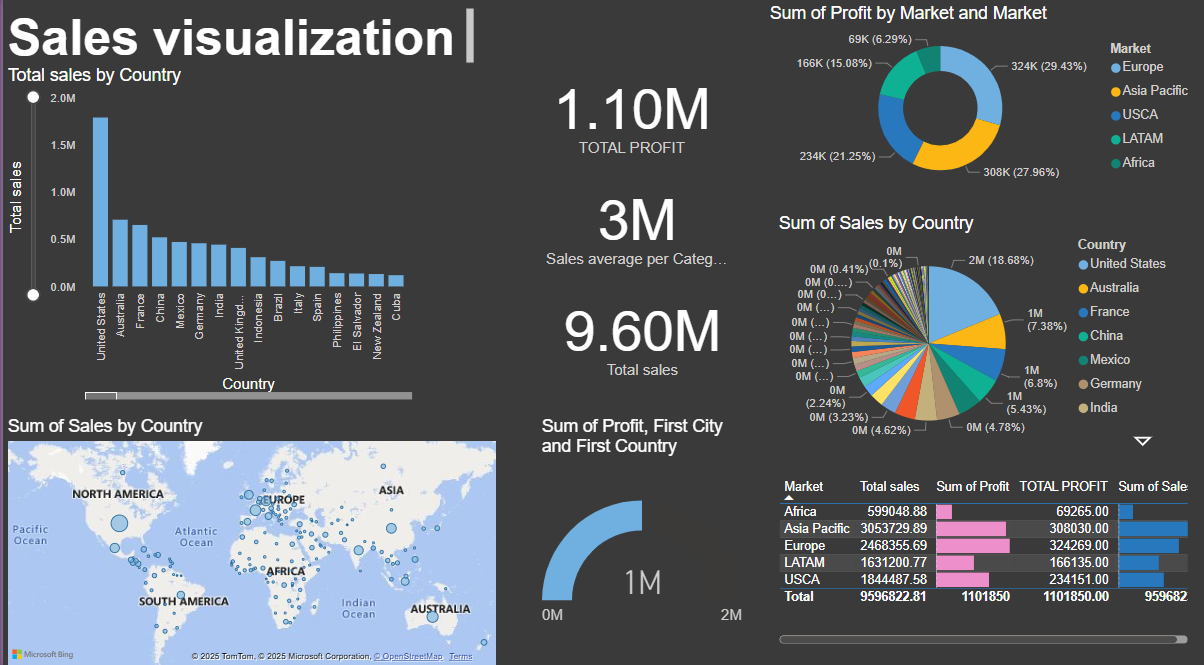 Sales visualization
Total sales by Country
Total sales
2.0M
1.5M
1.0M
0.5M
0.0M
United States
Australia
France
China
Mexico
Germany
India
United Kingd...
Indonesia
Brazil
Italy
Spain
Philippines
El Salvador
New Zealand
Cuba
Country
1.10M
TOTAL PROFIT
3M
Sales average per Categ...
9.60M
Total sales
Sum of Profit by Market and Market
69K (6.29%)
166K (15.08%)
234K (21.25%)
324K (29.43%)
308K (27.96%)
Market
Europe
Asia Pacific
USCA
LATAM
Africa
Sum of Sales by Country
0M
(0.1%)
0M (0.41%)
0M (0....)
0M (0...)
0M (...)
0M (...)
0M (...)
0M (...)
0M (...)
0M (...)
0M
(2.24%)
0M (3.23%)
0M (4.62%)
0M (4.78%)
1M
(5.43%)
1M
(6.8%)
1M
(7.38%)
2M (18.68%)
Country
United States
Australia
France
China
Mexico
Germany
India
Sum of Sales by Country
NORTH AMERICA
EUROPE
ASIA
Pacific
Ocean
Atlantic
Ocean
AFRICA
SOUTH AMERICA
Indian
Ocean
AUSTRALIA
Microsoft Bing
© 2025 TomTom, © 2025 Microsoft Corporation, © OpenStreetMap Terms
Sum of Profit, First City
and First Country
1M
0M
2M
Market Total sales Sum of Profit TOTAL PROFIT Sum of Sale
Africa 599048.88 69265.00
Asia Pacific 3053729.89 308030.00
Europe 2468355.69 324269.00
LATAM 1631200.77 166135.00
USCA 1844487.58 234151.00
Total 9596822.81 1101850 1101850.00 959682